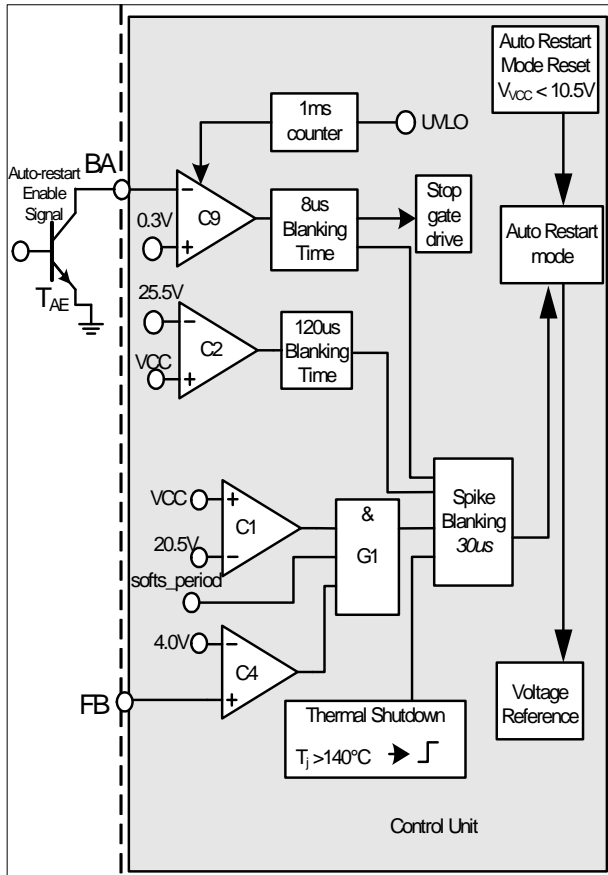 Auto Restart
Mode Reset
VVCC < 10.5V
1ms
counter
UVLO
BA
Auto-restart
Enable
Signal
TAE
0.3V
−
+
C9
8us
Blanking
Time
Stop
gate
drive
Auto Restart
mode
25.5V
VCC
−
+
C2
120us
Blanking
Time
VCC
20.5V
+
−
C1
softs_period
&
G1
Spike
Blanking
30us
4.0V
−
+
C4
FB
Thermal Shutdown
Tj >140°C
Voltage
Reference
Control Unit